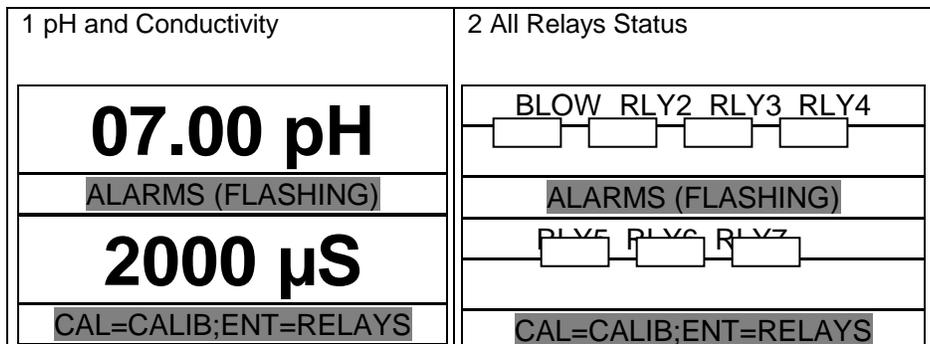 1 pH and Conductivity
07.00 pH
ALARMS (FLASHING)
2000 µS
CAL=CALIB;ENT=RELAYS
2 All Relays Status
BLOW RLY2 RLY3 RLY4
ALARMS (FLASHING)
RLY5 RLY6 RLY7
CAL=CALIB;ENT=RELAYS